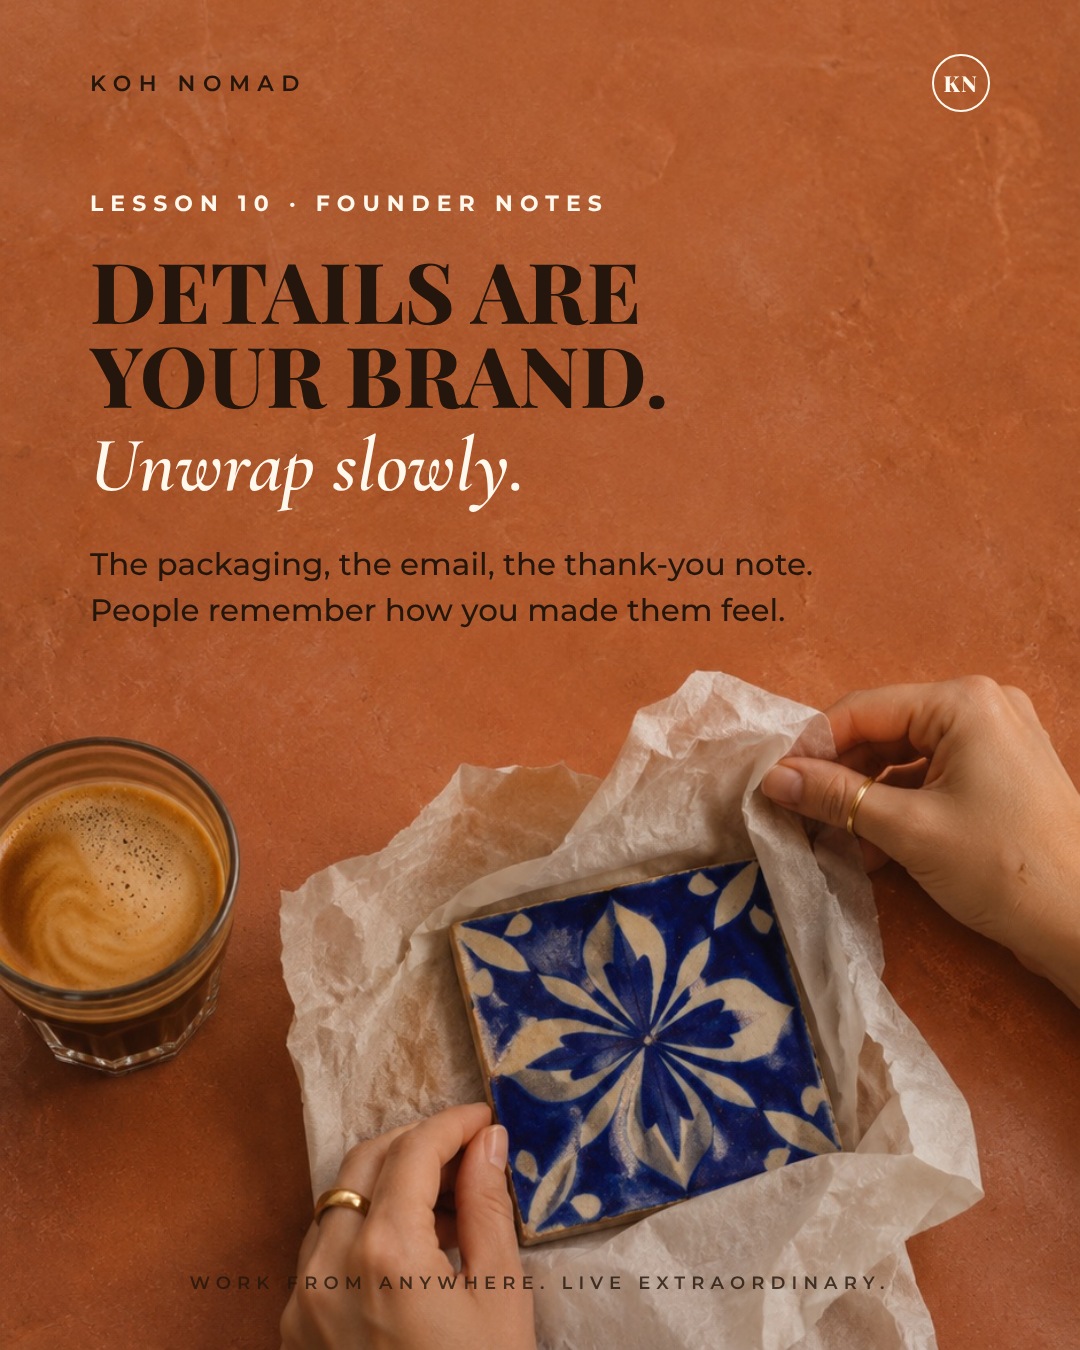 KOH NOMAD
KN
LESSON 10 · FOUNDER NOTES
DETAILS ARE
YOUR BRAND.
Unwrap slowly.
The packaging, the email, the thank-you note.
People remember how you made them feel.
WORK FROM ANYWHERE. LIVE EXTRAORDINARY.